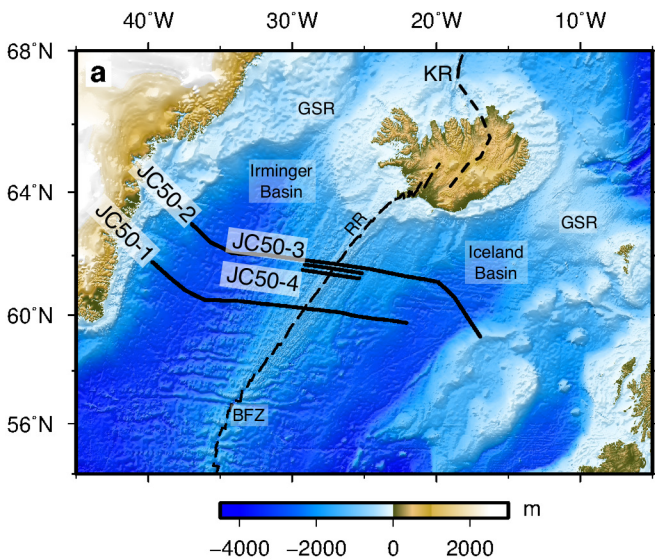 40°W 30°W 20°W 10°W
68°N
a
KR
GSR
Irminger
Basin
64°N
JC50-2
JC50-1
RR
GSR
JC50-3
Iceland
Basin
JC50-4
60°N
BFZ
56°N
m
−4000 −2000 0 2000